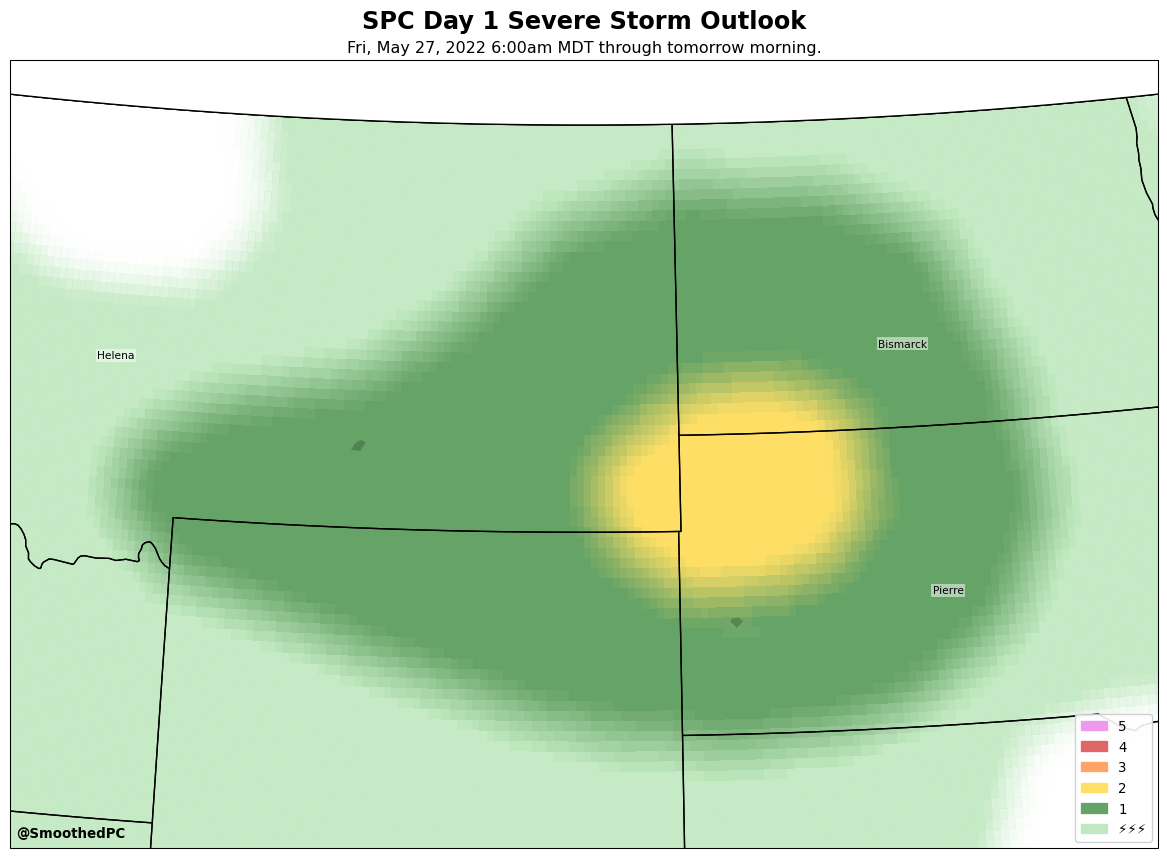 SPC Day 1 Severe Storm Outlook
Fri, May 27, 2022 6:00am MDT through tomorrow morning.
Helena
Bismarck
Pierre
5
4
3
2
1
⚡⚡⚡
@SmoothedPC